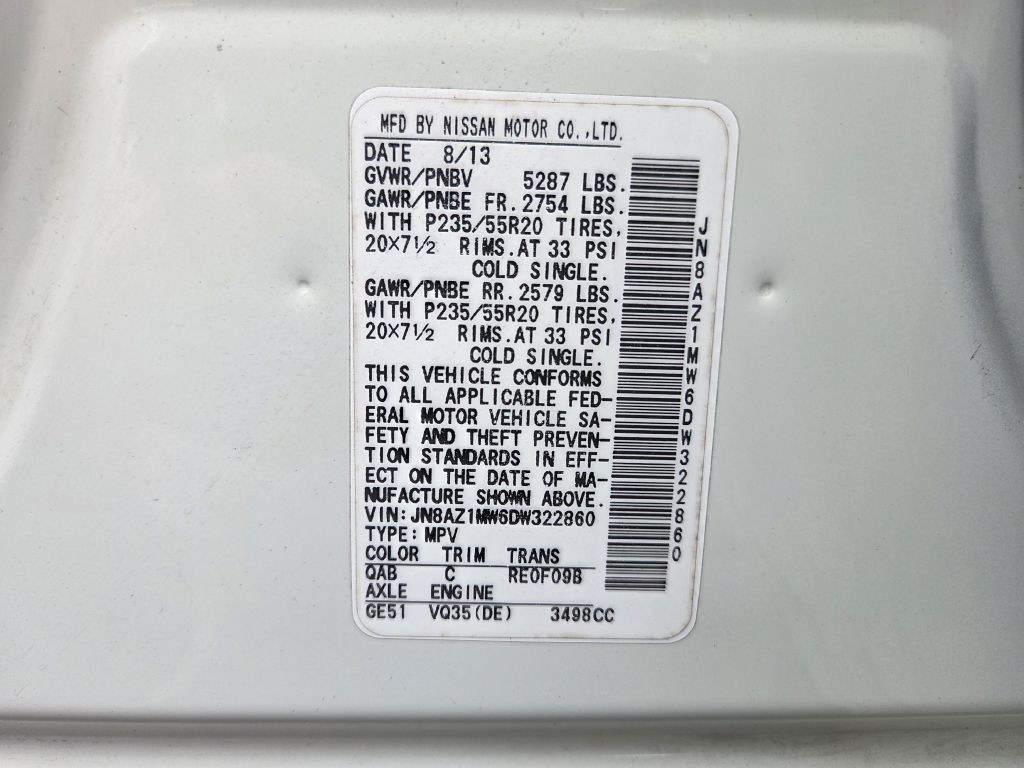 MFD BY NISSAN MOTOR CO.,LTD.
DATE 8/13
GVWR/PNBV 5287 LBS.
GAWR/PNBE FR. 2754 LBS.
WITH P235/55R20 TIRES,
20×7½ RIMS.AT 33 PSI
COLD SINGLE.
GAWR/PNBE RR. 2579 LBS.
WITH P235/55R20 TIRES,
20×7½ RIMS.AT 33 PSI
COLD SINGLE.
THIS VEHICLE CONFORMS
TO ALL APPLICABLE FED-
ERAL MOTOR VEHICLE SA-
FETY AND THEFT PREVEN-
TION STANDARDS IN EFF-
ECT ON THE DATE OF MA-
NUFACTURE SHOWN ABOVE.
VIN:JN8AZ1MW6DW322860
TYPE:MPV
COLOR TRIM TRANS
QAB C RE0F09B
AXLE ENGINE
GE51 VQ35(DE) 3498CC
JN8AZ1MW6DW322860